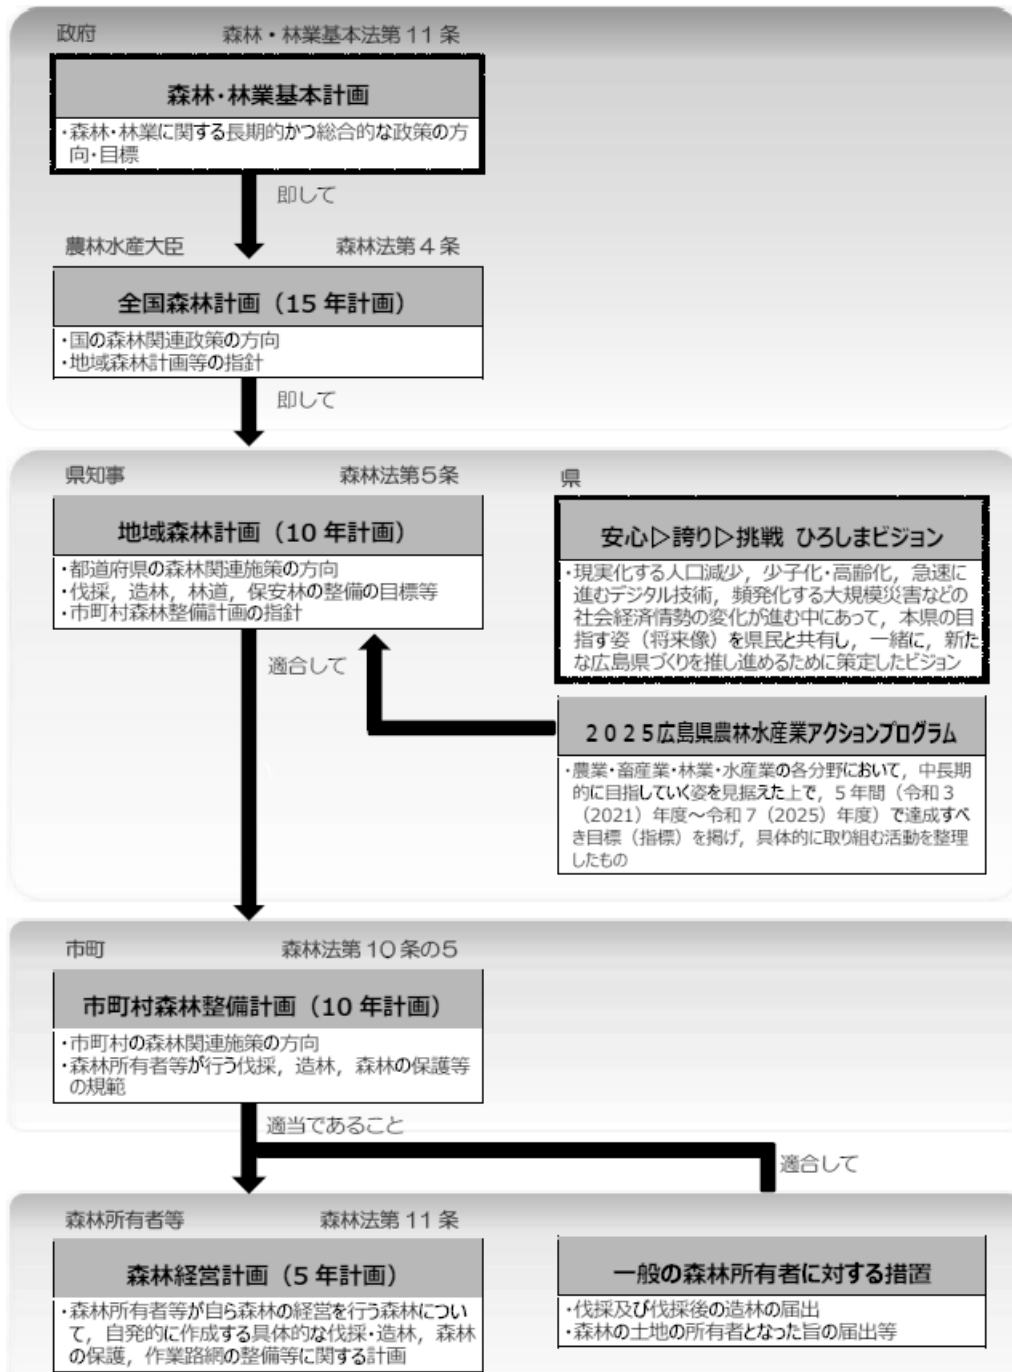 政府 森林・林業基本法第11条
森林・林業基本計画
・森林・林業に関する長期的かつ総合的な政策の方
向・目標
即して
農林水産大臣 森林法第4条
全国森林計画（15年計画）
・国の森林関連政策の方向
・地域森林計画等の指針
即して
県知事 森林法第5条
地域森林計画（10年計画）
・都道府県の森林関連施策の方向
・伐採，造林，林道，保安林の整備の目標等
・市町村森林整備計画の指針
適合して
県
安心▷誇り▷挑戦 ひろしまビジョン
・現実化する人口減少，少子化・高齢化，急速に
進むデジタル技術，頻発化する大規模災害などの
社会経済情勢の変化が進む中にあって，本県の目
指す姿（将来像）を県民と共有し，一緒に，新た
な広島県づくりを推し進めるために策定したビジョン
２０２５広島県農林水産業アクションプログラム
・農業・畜産業・林業・水産業の各分野において，中長期
的に目指していく姿を見据えた上で，5年間（令和3
（2021）年度～令和7（2025）年度）で達成すべ
き目標（指標）を掲げ，具体的に取り組む活動を整理
したもの
市町 森林法第10条の5
市町村森林整備計画（10年計画）
・市町村の森林関連施策の方向
・森林所有者等が行う伐採，造林，森林の保護等
の規範
適当であること
適合して
森林所有者等 森林法第11条
森林経営計画（5年計画）
・森林所有者等が自ら森林の経営を行う森林につい
て，自発的に作成する具体的な伐採・造林，森林
の保護，作業路網の整備等に関する計画
一般の森林所有者に対する措置
・伐採及び伐採後の造林の届出
・森林の土地の所有者となった旨の届出等